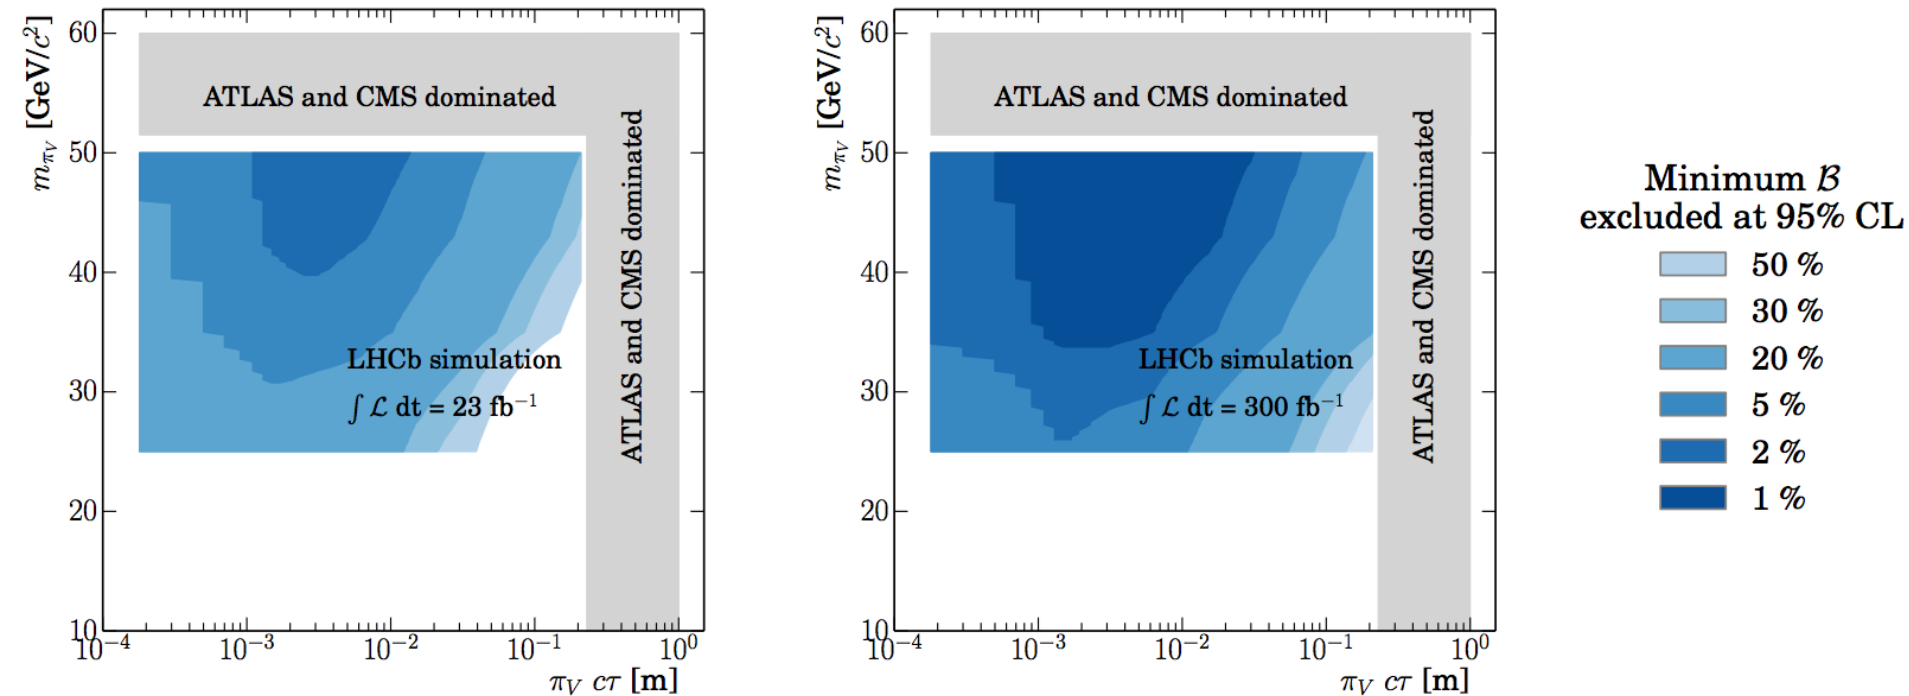 60
50
40
30
20
10
m_{π_V} [GeV/c²]
ATLAS and CMS dominated
ATLAS and CMS dominated
LHCb simulation
∫ ℒ dt = 23 fb⁻¹
10⁻⁴ 10⁻³ 10⁻² 10⁻¹ 10⁰
π_V cτ [m]
60
50
40
30
20
10
m_{π_V} [GeV/c²]
ATLAS and CMS dominated
ATLAS and CMS dominated
LHCb simulation
∫ ℒ dt = 300 fb⁻¹
10⁻⁴ 10⁻³ 10⁻² 10⁻¹ 10⁰
π_V cτ [m]
Minimum ℬ
excluded at 95% CL
50 %
30 %
20 %
5 %
2 %
1 %